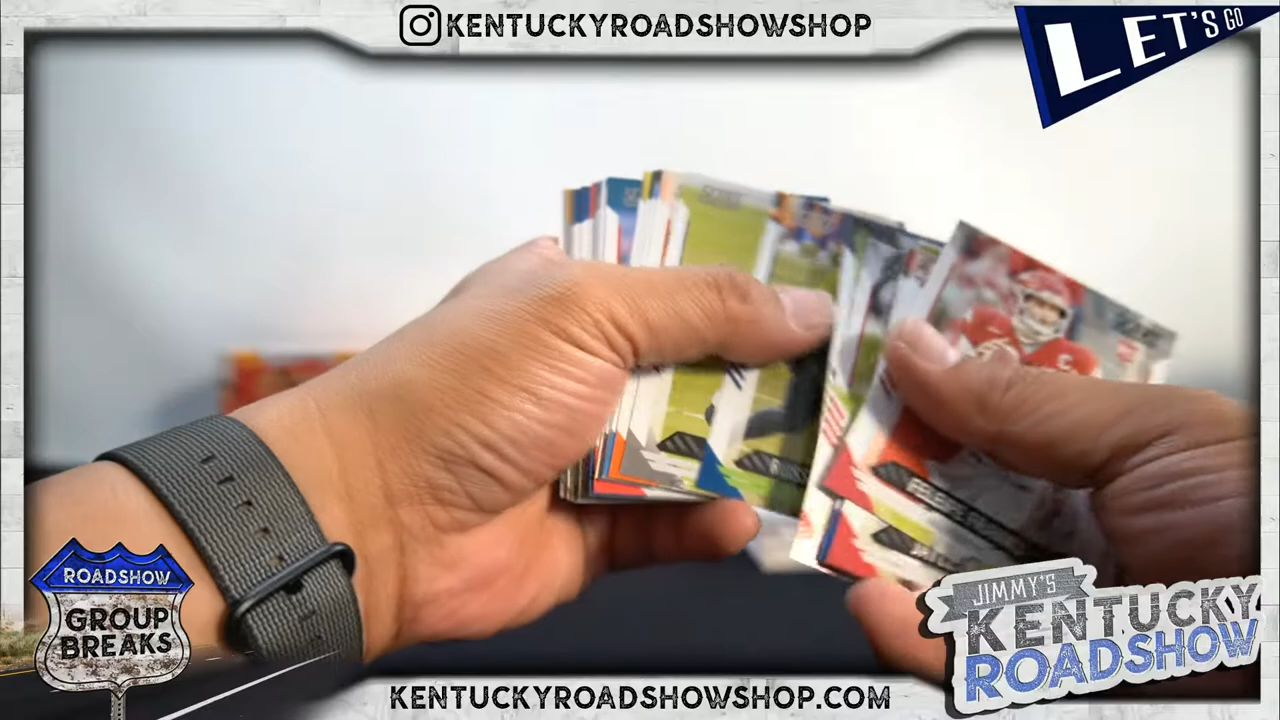 KENTUCKYROADSHOWSHOP
LET'S GO
ROADSHOW
GROUP
BREAKS
JIMMY'S
KENTUCKY
ROADSHOW
KENTUCKYROADSHOWSHOP.COM